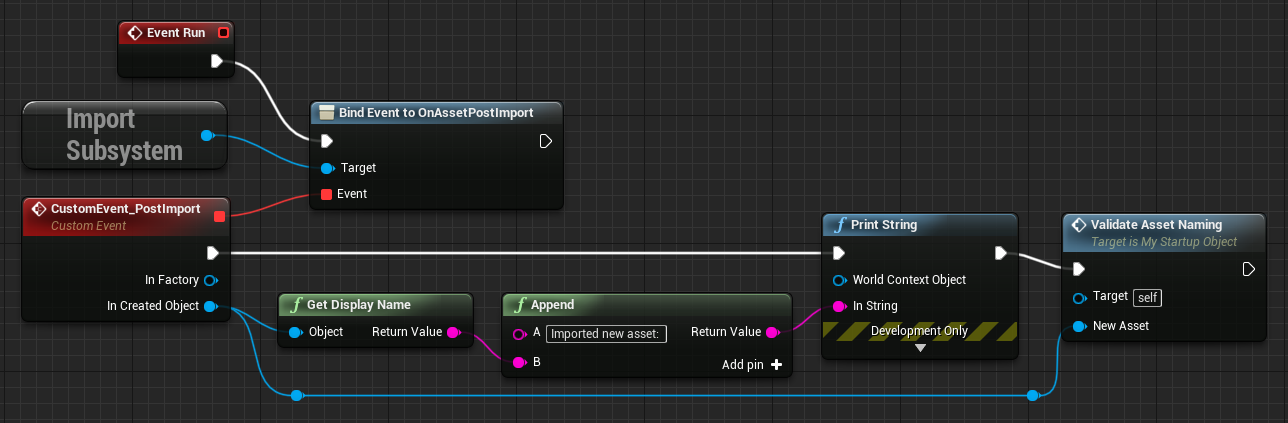 Event Run
Import
Subsystem
Bind Event to OnAssetPostImport
Target
Event
CustomEvent_PostImport
Custom Event
In Factory
In Created Object
Get Display Name
Object
Return Value
Append
A
Imported new asset:
Return Value
B
Add pin
Print String
World Context Object
In String
Development Only
Validate Asset Naming
Target is My Startup Object
Target
self
New Asset